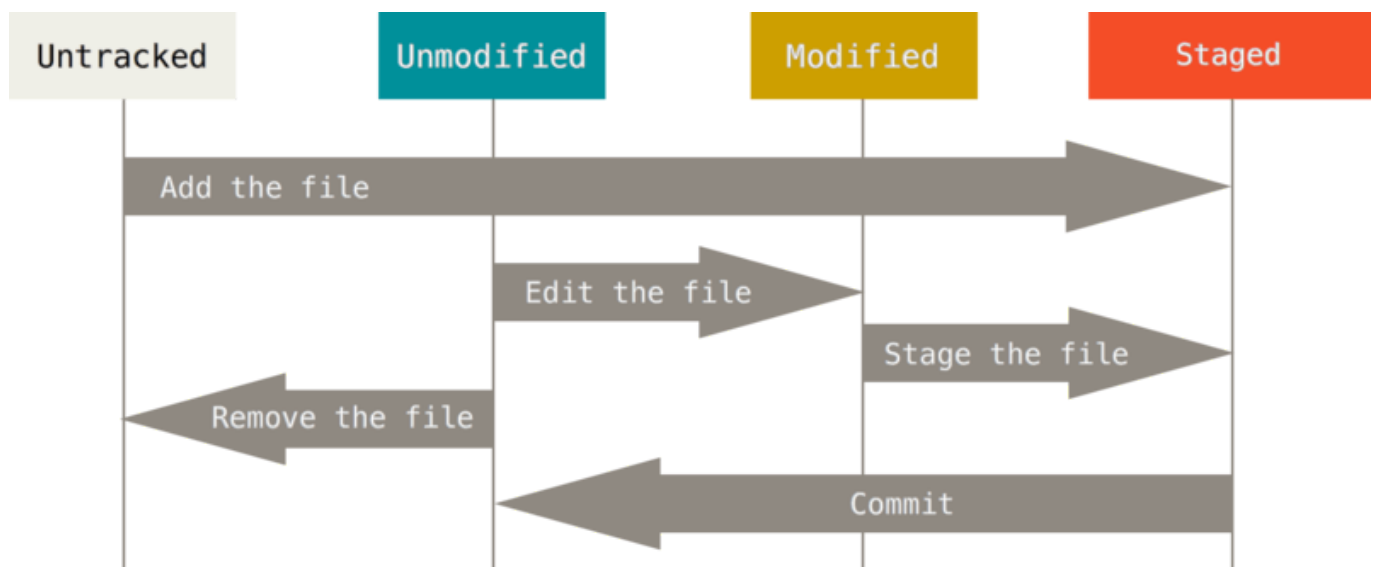 Untracked
Unmodified
Modified
Staged
Add the file
Edit the file
Stage the file
Remove the file
Commit